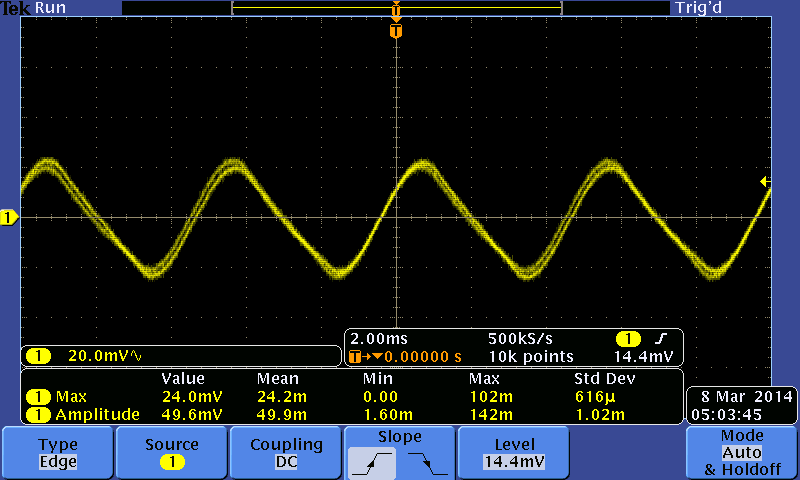 Tek Run Trig'd
T
T
1
2.00ms 500kS/s 1
T→▼0.00000 s 10k points 14.4mV
1 20.0mV∿
Value Mean Min Max Std Dev
1 Max 24.0mV 24.2m 0.00 102m 616µ
1 Amplitude 49.6mV 49.9m 1.60m 142m 1.02m
8 Mar 2014
05:03:45
Type
Edge
Source
1
Coupling
DC
Slope
Level
14.4mV
Mode
Auto
& Holdoff